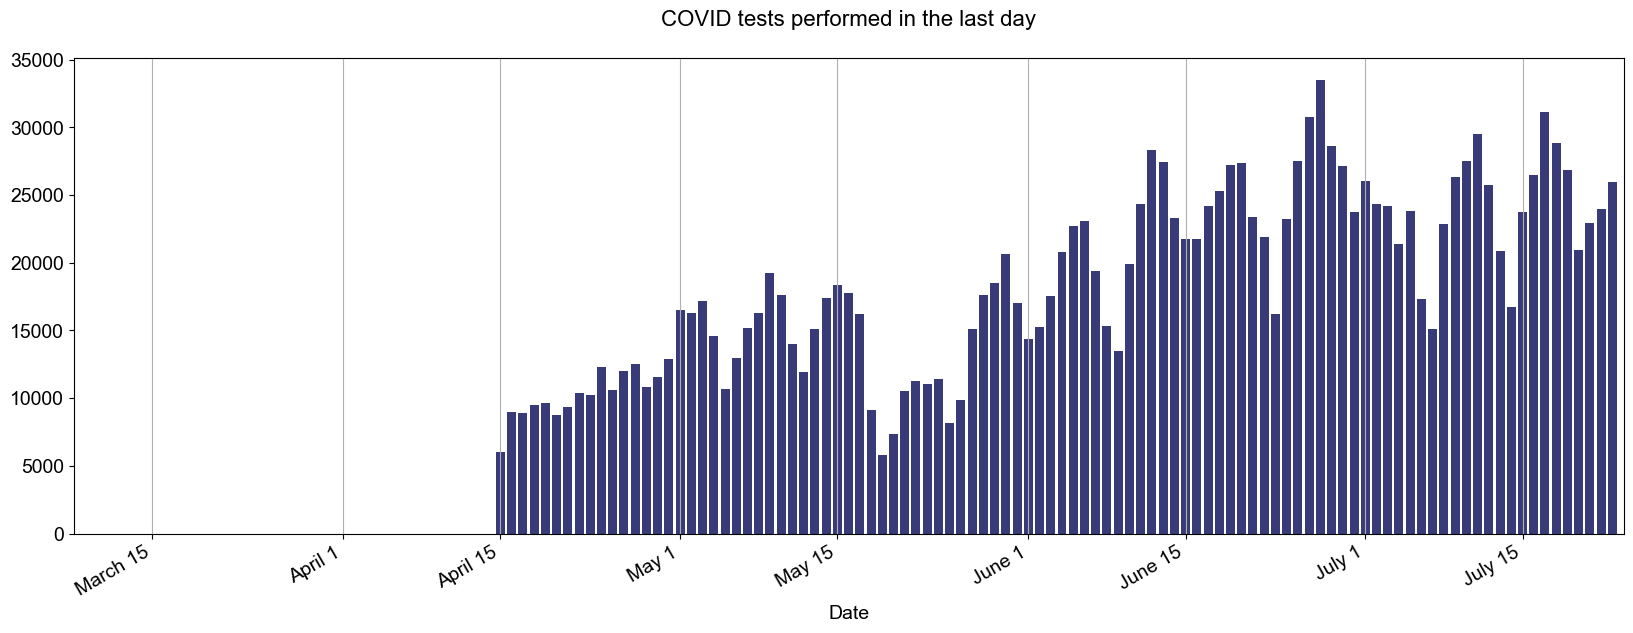 COVID tests performed in the last day
35000
30000
25000
20000
15000
10000
5000
0
March 15
April 1
April 15
May 1
May 15
June 1
June 15
July 1
July 15
Date